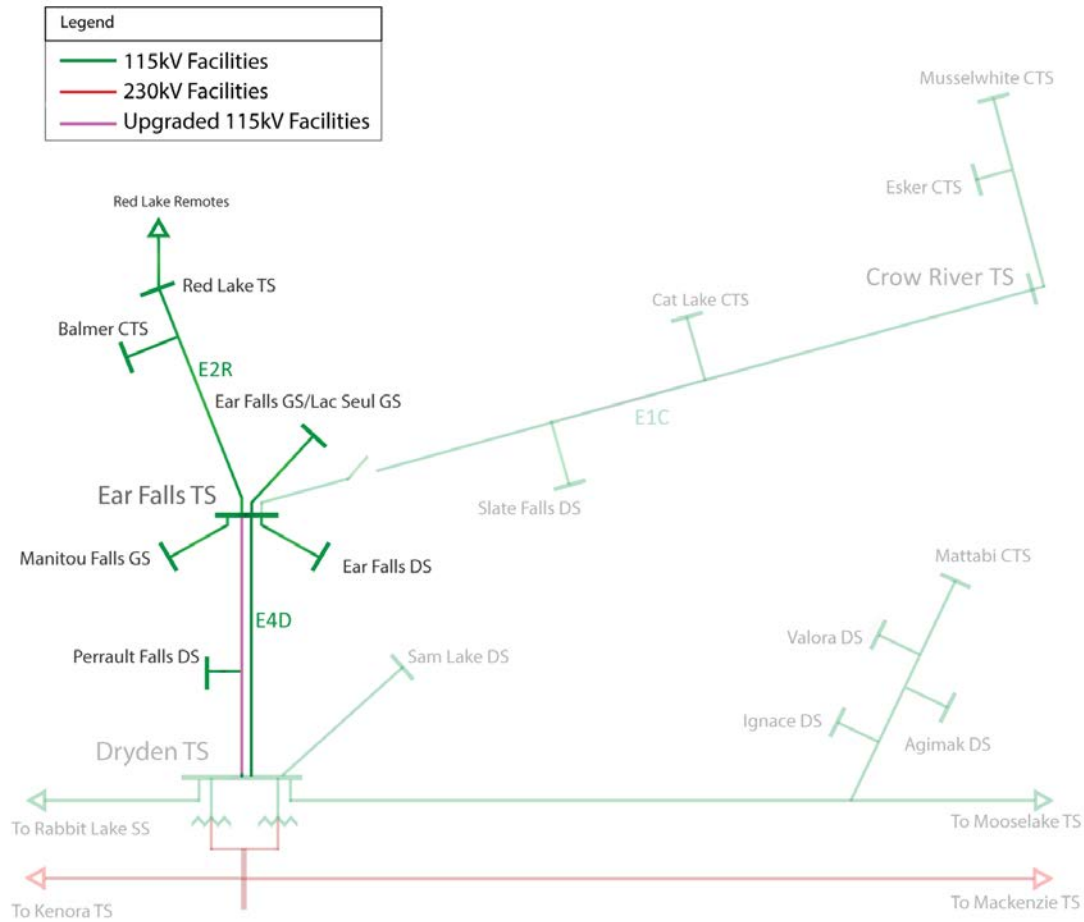 Legend
115kV Facilities
230kV Facilities
Upgraded 115kV Facilities
Musselwhite CTS
Esker CTS
Red Lake Remotes
Crow River TS
Red Lake TS
Cat Lake CTS
Balmer CTS
E2R
Ear Falls GS/Lac Seul GS
E1C
Ear Falls TS
Slate Falls DS
Manitou Falls GS
Ear Falls DS
Mattabi CTS
E4D
Valora DS
Perrault Falls DS
Sam Lake DS
Ignace DS
Agimak DS
Dryden TS
To Rabbit Lake SS
To Mooselake TS
To Kenora TS
To Mackenzie TS